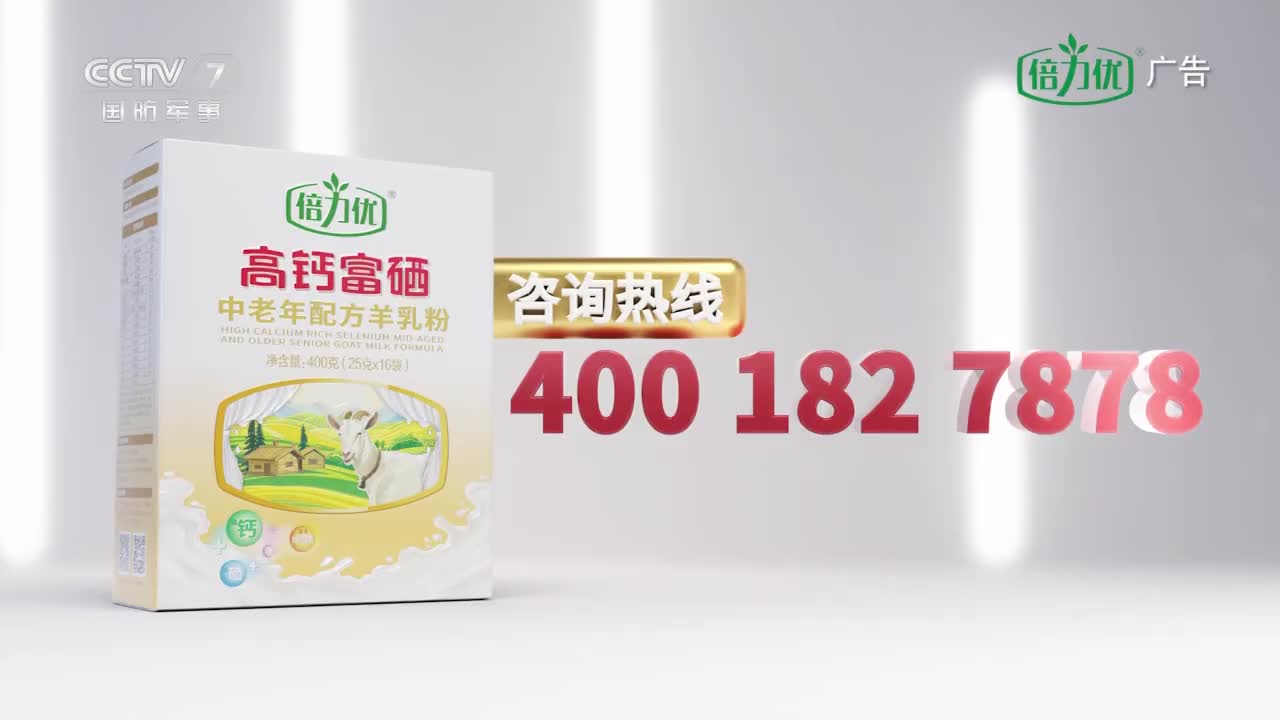 CCTV 7
国防军事
倍力优® 广告
倍力优®
高钙富硒
中老年配方羊乳粉
HIGH CALCIUM RICH SELENIUM MID-AGED
AND OLDER SENIOR GOAT MILK FORMULA
净含量:400克(25克x16袋)
钙
硒
咨询热线
400 182 7878